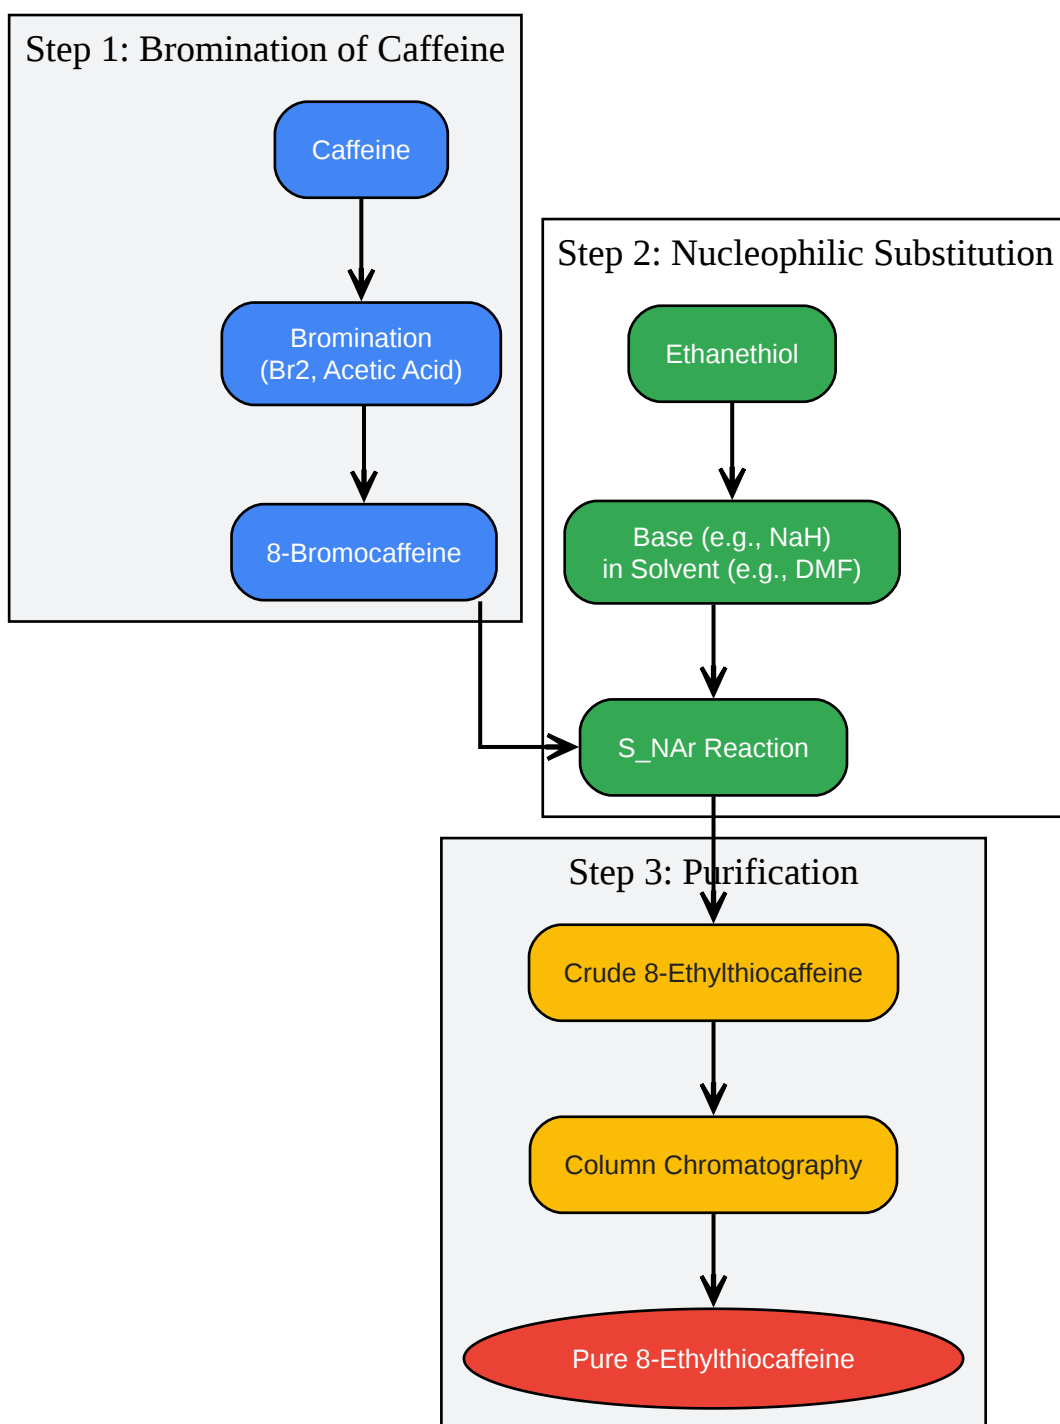 Step 1: Bromination of Caffeine
Caffeine
Bromination
(Br2, Acetic Acid)
8-Bromocaffeine
Step 2: Nucleophilic Substitution
Ethanethiol
Base (e.g., NaH)
in Solvent (e.g., DMF)
S_NAr Reaction
Step 3: Purification
Crude 8-Ethylthiocaffeine
Column Chromatography
Pure 8-Ethylthiocaffeine